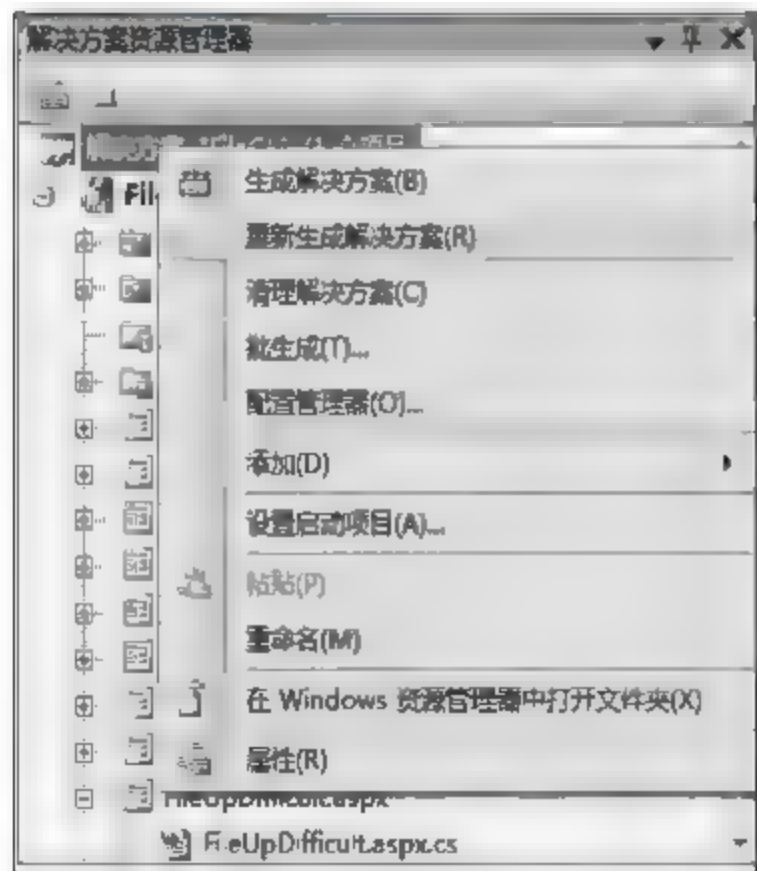 解决方案资源管理器
生成解决方案(B)
重新生成解决方案(R)
清理解决方案(C)
批生成(T)...
配置管理器(O)...
添加(D)
设置启动项目(A)...
粘贴(P)
重命名(M)
在 Windows 资源管理器中打开文件夹(X)
属性(R)
FileUpDifficult.aspx
FileUpDifficult.aspx.cs